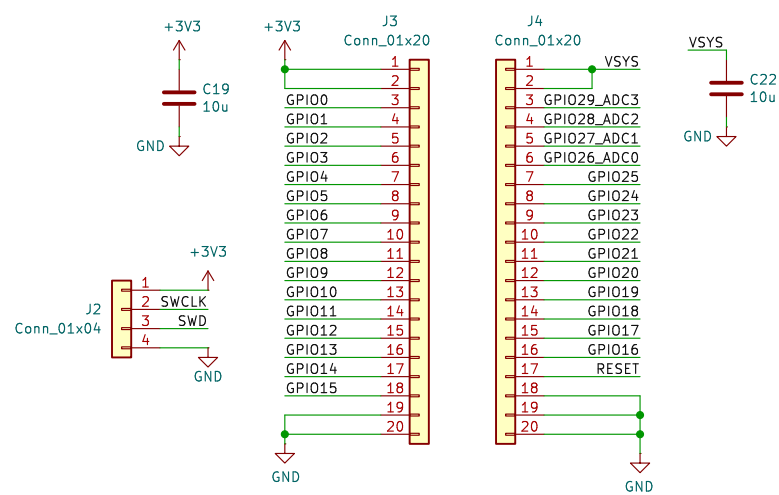 +3V3
C19
10u
GND
+3V3
J3
Conn_01x20
1
2
GPIO0 3
GPIO1 4
GPIO2 5
GPIO3 6
GPIO4 7
GPIO5 8
GPIO6 9
GPIO7 10
GPIO8 11
GPIO9 12
GPIO10 13
GPIO11 14
GPIO12 15
GPIO13 16
GPIO14 17
GPIO15 18
19
20
GND
J4
Conn_01x20
1 VSYS
2
3 GPIO29_ADC3
4 GPIO28_ADC2
5 GPIO27_ADC1
6 GPIO26_ADC0
7 GPIO25
8 GPIO24
9 GPIO23
10 GPIO22
11 GPIO21
12 GPIO20
13 GPIO19
14 GPIO18
15 GPIO17
16 GPIO16
17 RESET
18
19
20
GND
VSYS
C22
10u
GND
+3V3
J2
Conn_01x04
1
2 SWCLK
3 SWD
4
GND